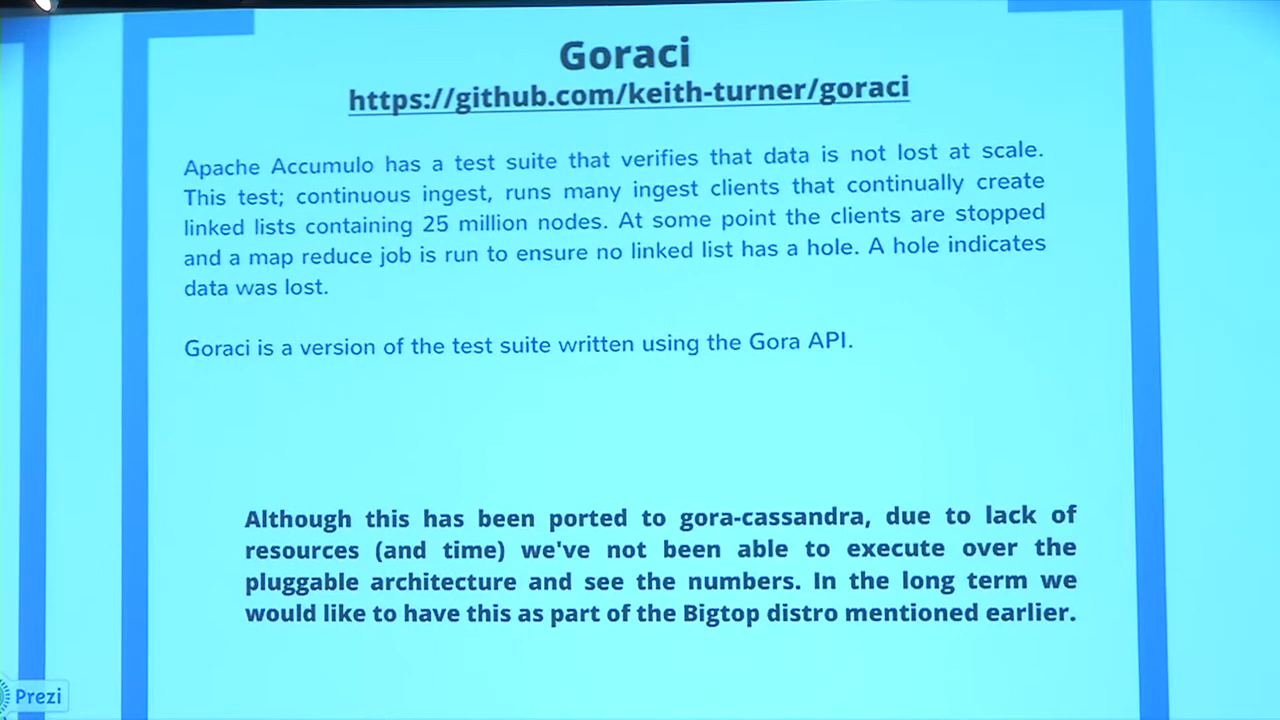 Goraci
https://github.com/keith-turner/goraci
Apache Accumulo has a test suite that verifies that data is not lost at scale.
This test; continuous ingest, runs many ingest clients that continually create
linked lists containing 25 million nodes. At some point the clients are stopped
and a map reduce job is run to ensure no linked list has a hole. A hole indicates
data was lost.
Goraci is a version of the test suite written using the Gora API.
Although this has been ported to gora-cassandra, due to lack of
resources (and time) we've not been able to execute over the
pluggable architecture and see the numbers. In the long term we
would like to have this as part of the Bigtop distro mentioned earlier.
Prezi